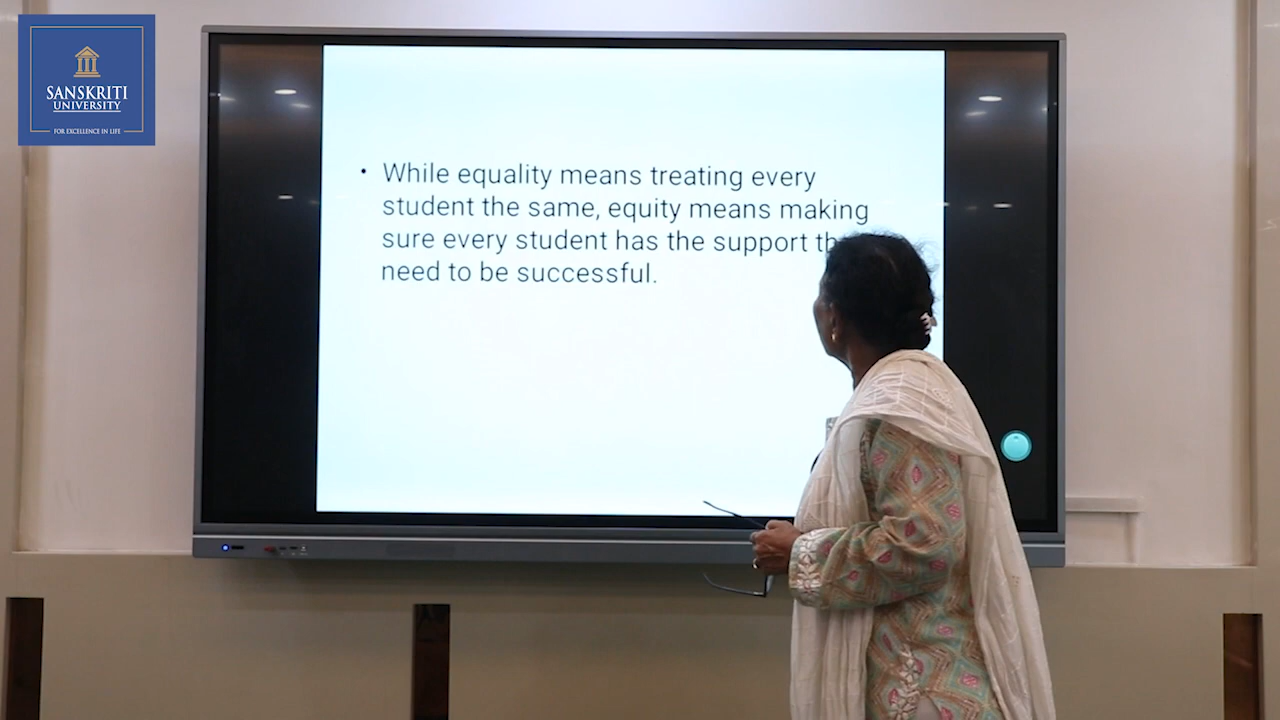 SANSKRITI
UNIVERSITY
FOR EXCELLENCE IN LIFE
• While equality means treating every
student the same, equity means making
sure every student has the support
need to be successful.